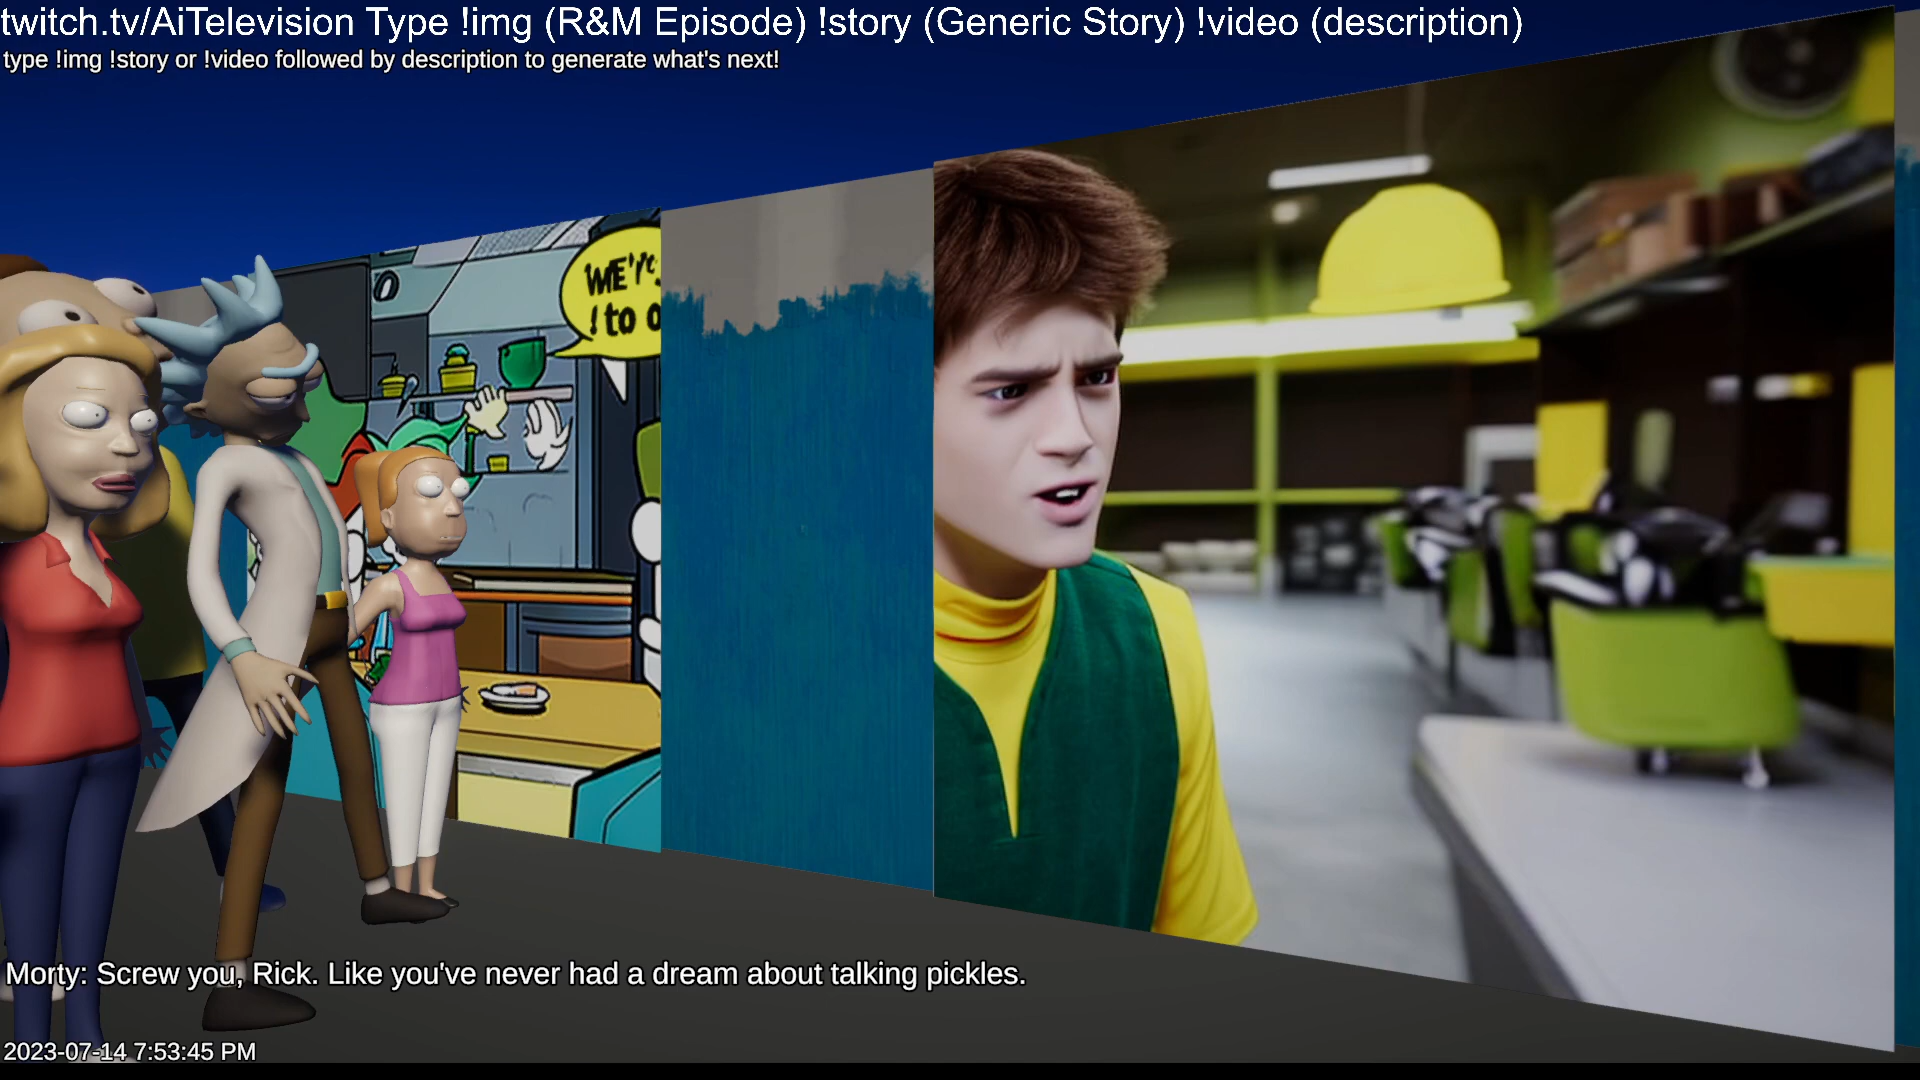 twitch.tv/AiTelevision Type !img (R&M Episode) !story (Generic Story) !video (description)
type !img !story or !video followed by description to generate what's next!
! to
Morty: Screw you, Rick. Like you've never had a dream about talking pickles.
2023-07-14 7:53:45 PM